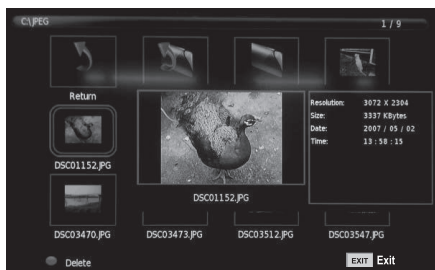 C:\JPEG
1 / 9
Return
Resolution: 3072 X 2304
Size: 3337 KBytes
Date: 2007 / 05 / 02
Time: 13 : 58 : 15
DSC01152.JPG
DSC01152.JPG
DSC03470.JPG DSC03473.JPG DSC03512.JPG DSC03547.JPG
Delete
EXIT Exit